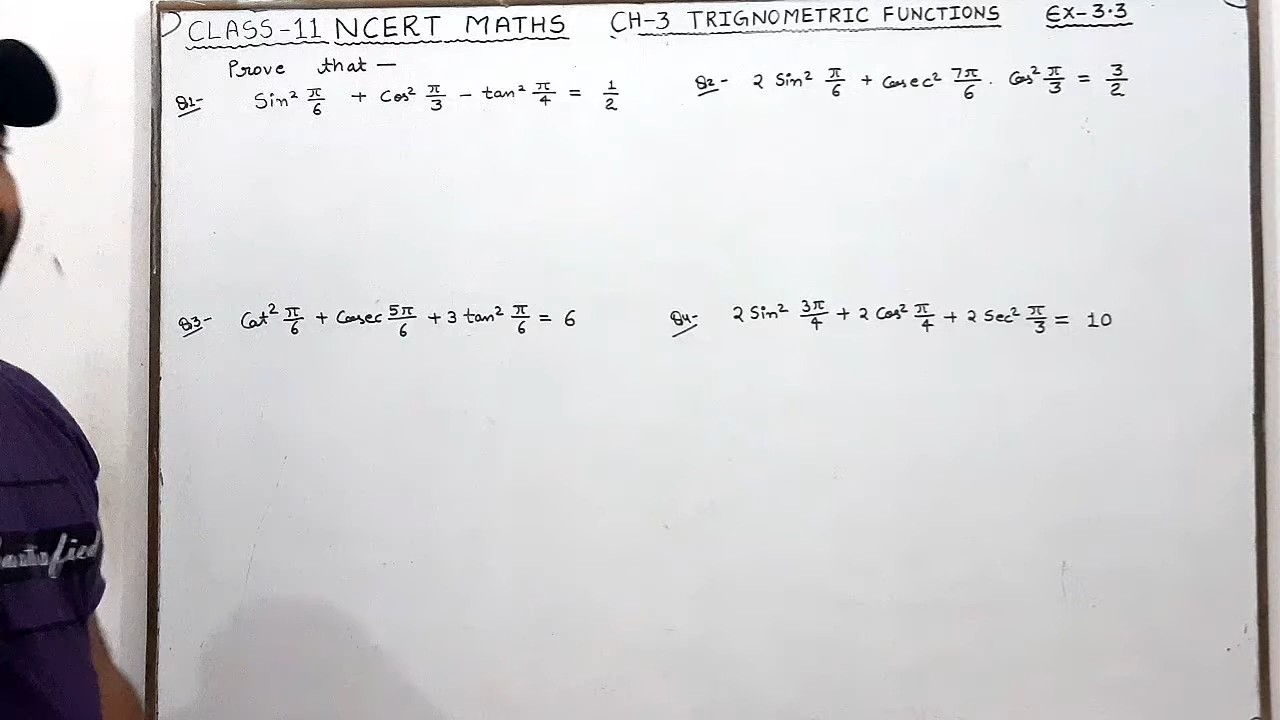 CLASS-11 NCERT MATHS CH-3 TRIGNOMETRIC FUNCTIONS EX-3.3
Prove that —
Q1- Sin² π/6 + Cos² π/3 - tan² π/4 = 1/2
Q2- 2 Sin² π/6 + Cosec² 7π/6 . Cos² π/3 = 3/2
Q3- Cot² π/6 + Cosec 5π/6 + 3 tan² π/6 = 6
Q4- 2 Sin² 3π/4 + 2 Cos² π/4 + 2 Sec² π/3 = 10